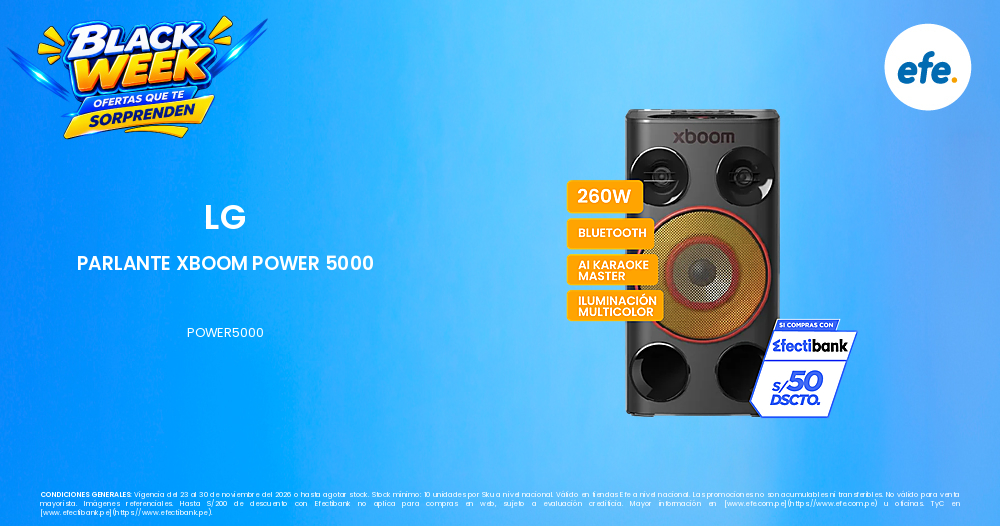 BLACK
WEEK
OFERTAS QUE TE
SORPRENDEN
efe.
LG
PARLANTE XBOOM POWER 5000
POWER5000
xboom
260W
BLUETOOTH
AI KARAOKE
MASTER
ILUMINACIÓN
MULTICOLOR
SI COMPRAS CON
Efectibank
S/50
DSCTO.
CONDICIONES GENERALES: Vigencia del 23 al 30 de noviembre del 2026 o hasta agotar stock. Stock mínimo: 10 unidades por Sku a nivel nacional. Válido en tiendas Efe a nivel nacional. Las promociones no son acumulables ni transferibles. No válido para venta
mayorista. Imágenes referenciales. Hasta S/200 de descuento con Efectibank no aplica para compras en web, sujeto a evaluación crediticia. Mayor información en [www.efe.com.pe](https://www.efe.com.pe) u oficinas. TyC en
[www.efectibank.pe](https://www.efectibank.pe).